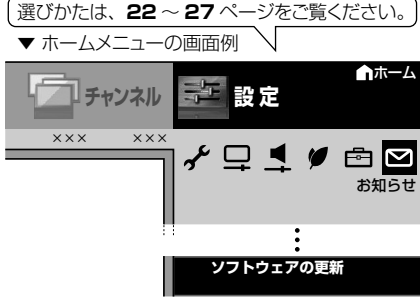 選びかたは、22～27ページをご覧ください。
▼ ホームメニューの画面例
ホーム
チャンネル
設定
××× ×××
お知らせ
ソフトウェアの更新